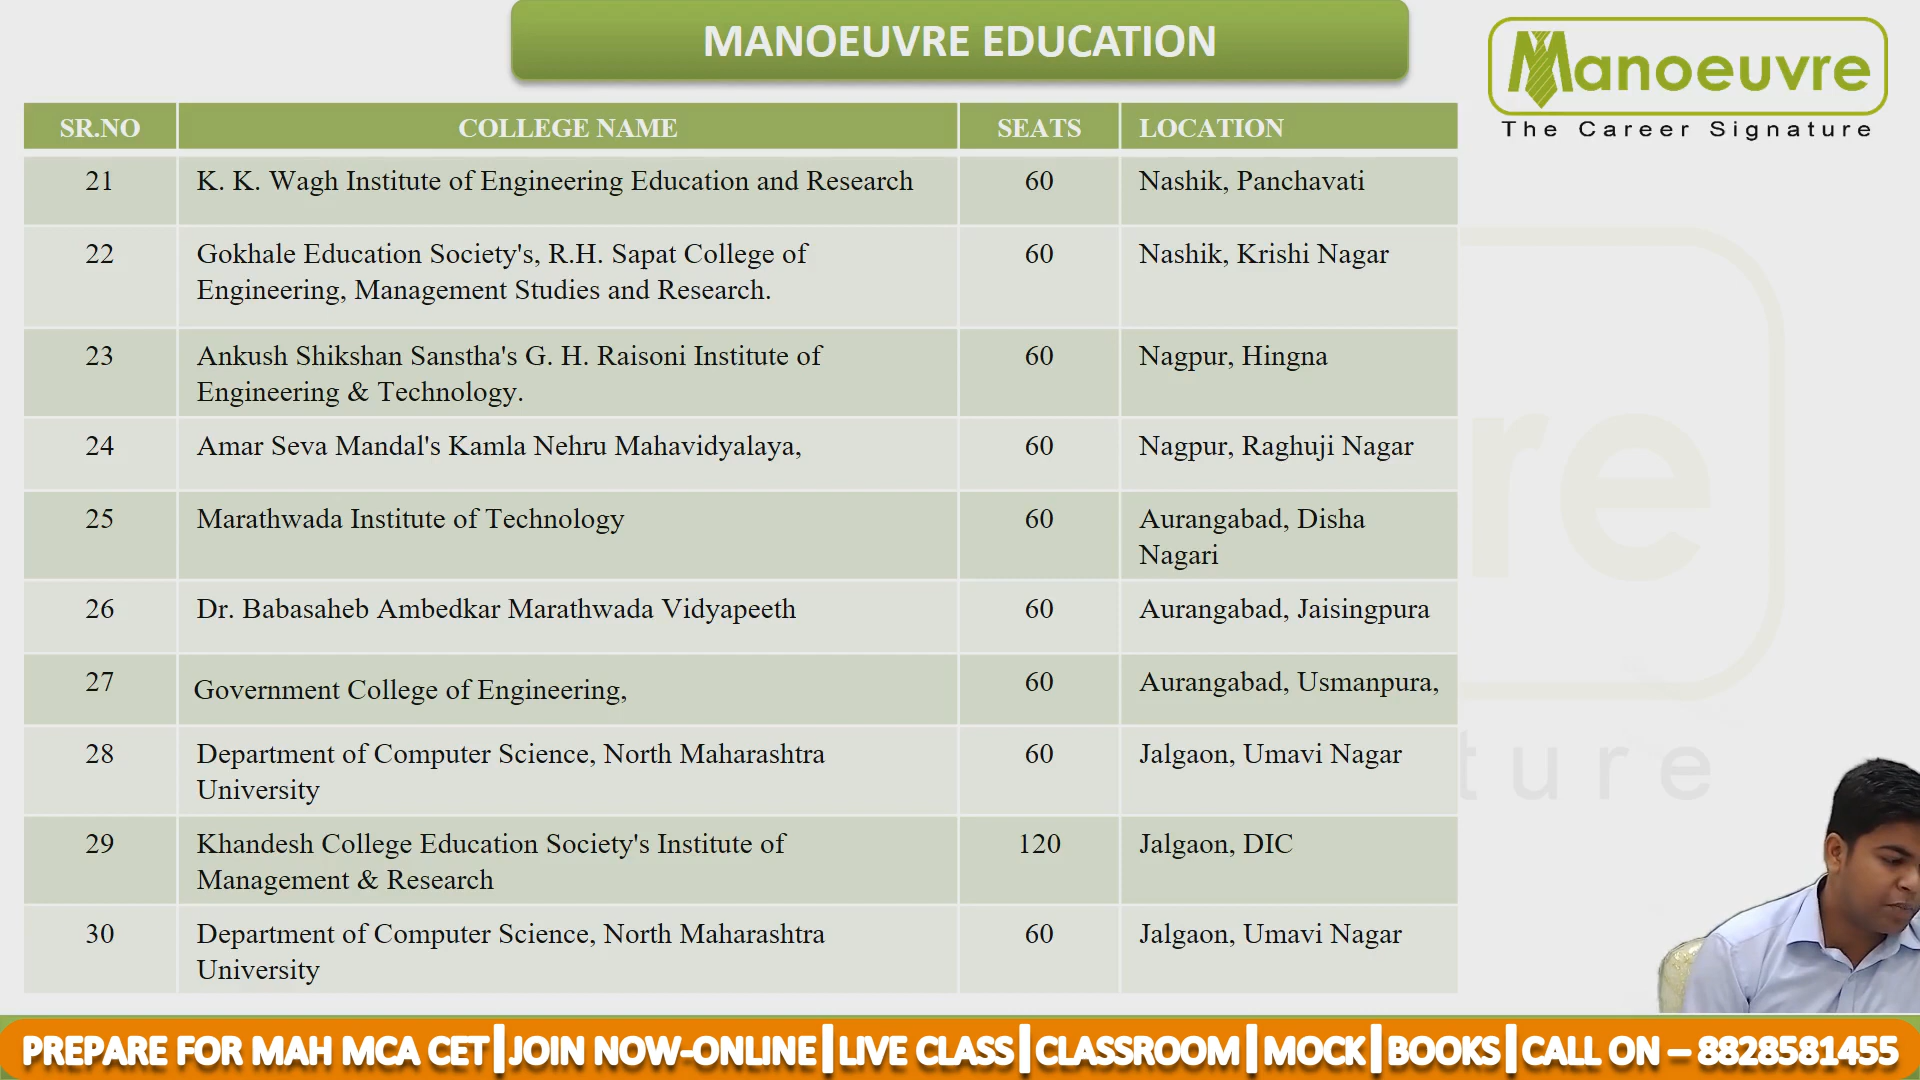 MANOEUVRE EDUCATION
Manoeuvre
The Career Signature
SR.NO COLLEGE NAME SEATS LOCATION
21 K. K. Wagh Institute of Engineering Education and Research 60 Nashik, Panchavati
22 Gokhale Education Society's, R.H. Sapat College of 60 Nashik, Krishi Nagar
Engineering, Management Studies and Research.
23 Ankush Shikshan Sanstha's G. H. Raisoni Institute of 60 Nagpur, Hingna
Engineering & Technology.
24 Amar Seva Mandal's Kamla Nehru Mahavidyalaya, 60 Nagpur, Raghuji Nagar
25 Marathwada Institute of Technology 60 Aurangabad, Disha
Nagari
26 Dr. Babasaheb Ambedkar Marathwada Vidyapeeth 60 Aurangabad, Jaisingpura
27 Government College of Engineering, 60 Aurangabad, Usmanpura,
28 Department of Computer Science, North Maharashtra 60 Jalgaon, Umavi Nagar
University
29 Khandesh College Education Society's Institute of 120 Jalgaon, DIC
Management & Research
30 Department of Computer Science, North Maharashtra 60 Jalgaon, Umavi Nagar
University
re
ture
PREPARE FOR MAH MCA CET|JOIN NOW-ONLINE|LIVE CLASS|CLASSROOM|MOCK|BOOKS|CALL ON – 8828581455